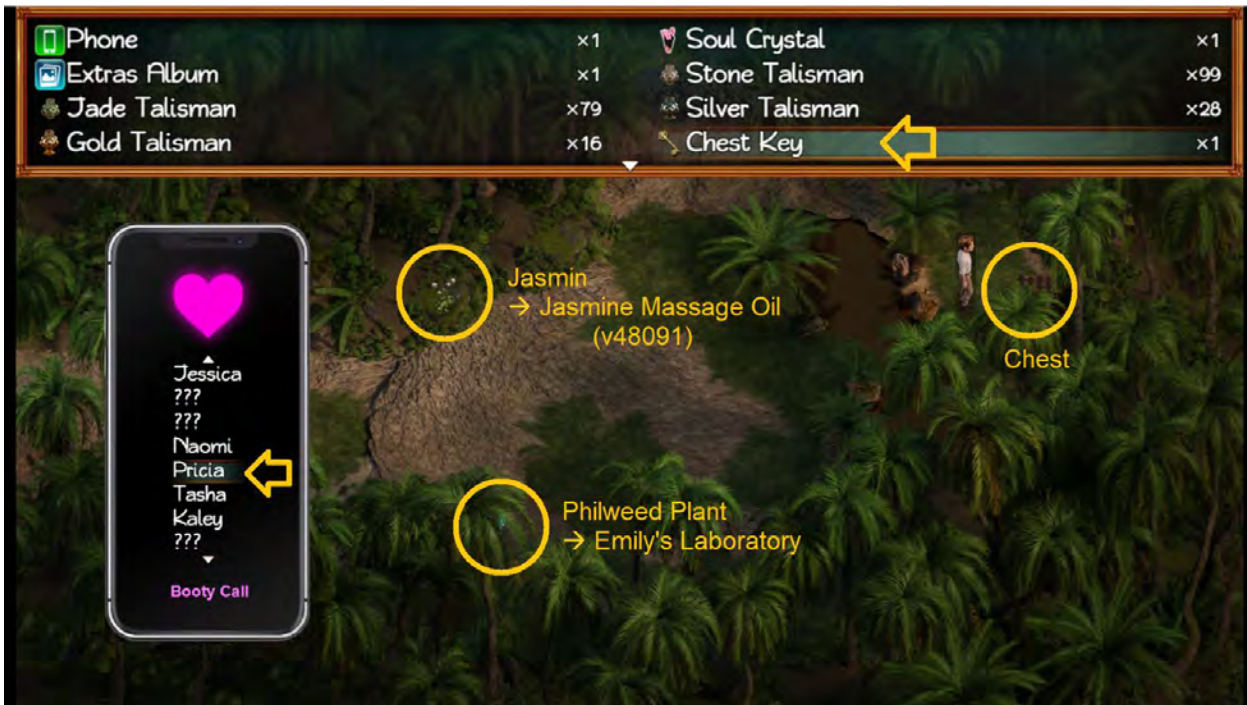 Phone ×1 Soul Crystal ×1
Extras Album ×1 Stone Talisman ×99
Jade Talisman ×79 Silver Talisman ×28
Gold Talisman ×16 Chest Key ×1
Jasmin
→ Jasmine Massage Oil
(v48091)
Chest
Jessica
???
???
Naomi
Pricia
Tasha
Kaley
???
Booty Call
Philweed Plant
→ Emily's Laboratory